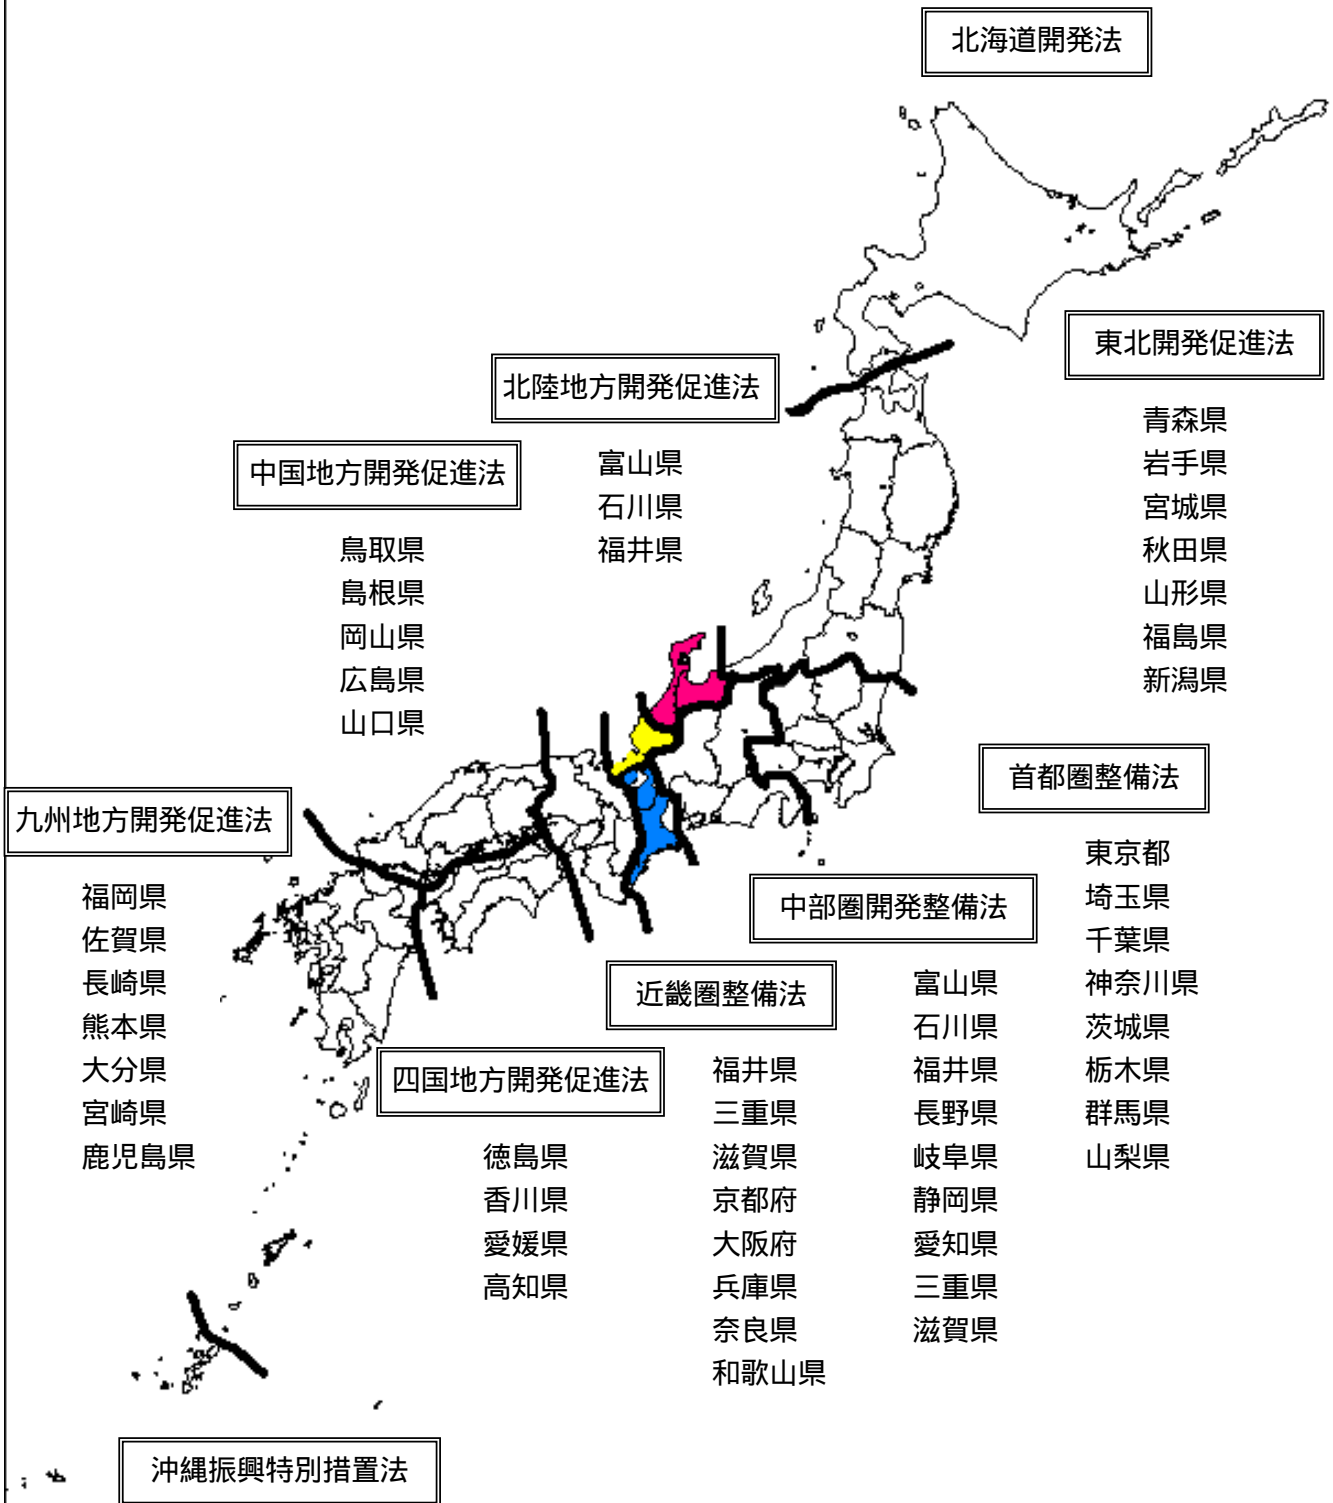 北海道開発法
東北開発促進法
青森県
岩手県
宮城県
秋田県
山形県
福島県
新潟県
北陸地方開発促進法
富山県
石川県
福井県
中国地方開発促進法
鳥取県
島根県
岡山県
広島県
山口県
首都圏整備法
東京都
埼玉県
千葉県
神奈川県
茨城県
栃木県
群馬県
山梨県
九州地方開発促進法
福岡県
佐賀県
長崎県
熊本県
大分県
宮崎県
鹿児島県
中部圏開発整備法
富山県
石川県
福井県
長野県
岐阜県
静岡県
愛知県
三重県
滋賀県
近畿圏整備法
福井県
三重県
滋賀県
京都府
大阪府
兵庫県
奈良県
和歌山県
四国地方開発促進法
徳島県
香川県
愛媛県
高知県
沖縄振興特別措置法